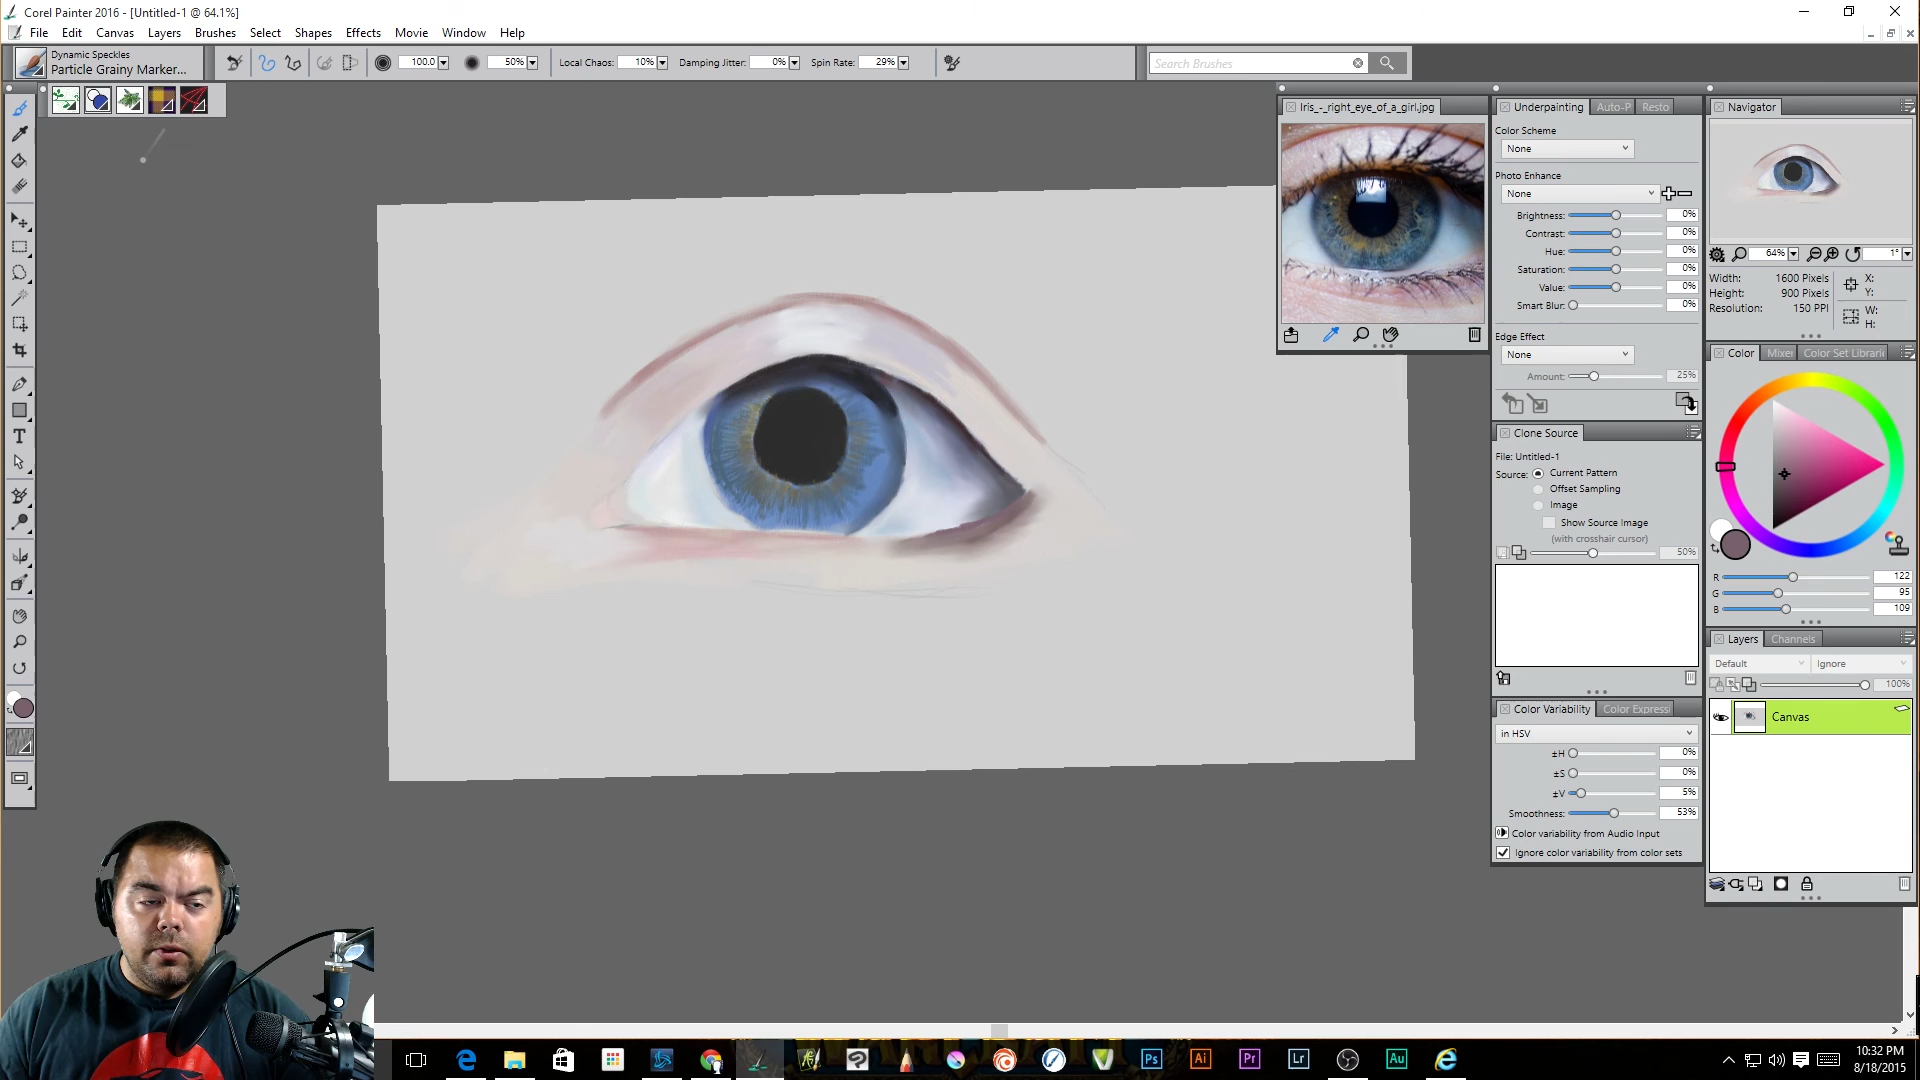 Corel Painter 2016 - [Untitled-1 @ 64.1%]
File Edit Canvas Layers Brushes Select Shapes Effects Movie Window Help
Dynamic Speckles
Particle Grainy Marker...
100.0 50% Local Chaos: 10% Damping Jitter: 0% Spin Rate: 29% Search Brushes
Iris_-_right_eye_of_a_girl.jpg
Underpainting Auto-P Resto
Color Scheme
None
Photo Enhance
None
Brightness: 0%
Contrast: 0%
Hue: 0%
Saturation: 0%
Value: 0%
Smart Blur: 0%
Edge Effect
None
Amount: 25%
Clone Source
File: Untitled-1
Source: Current Pattern
Offset Sampling
Image
Show Source Image
(with crosshair cursor)
50%
Color Variability Color Expressi
in HSV
±H 0%
±S 0%
±V 5%
Smoothness: 53%
Color variability from Audio Input
Ignore color variability from color sets
Navigator
64% 1°
Width: 1600 Pixels X:
Height: 900 Pixels Y:
Resolution: 150 PPI W:
H:
Color Mixer Color Set Librari
R 122
G 95
B 109
Layers Channels
Default Ignore
100%
Canvas
T
Ps Ai Pr Lr Au
10:32 PM
8/18/2015